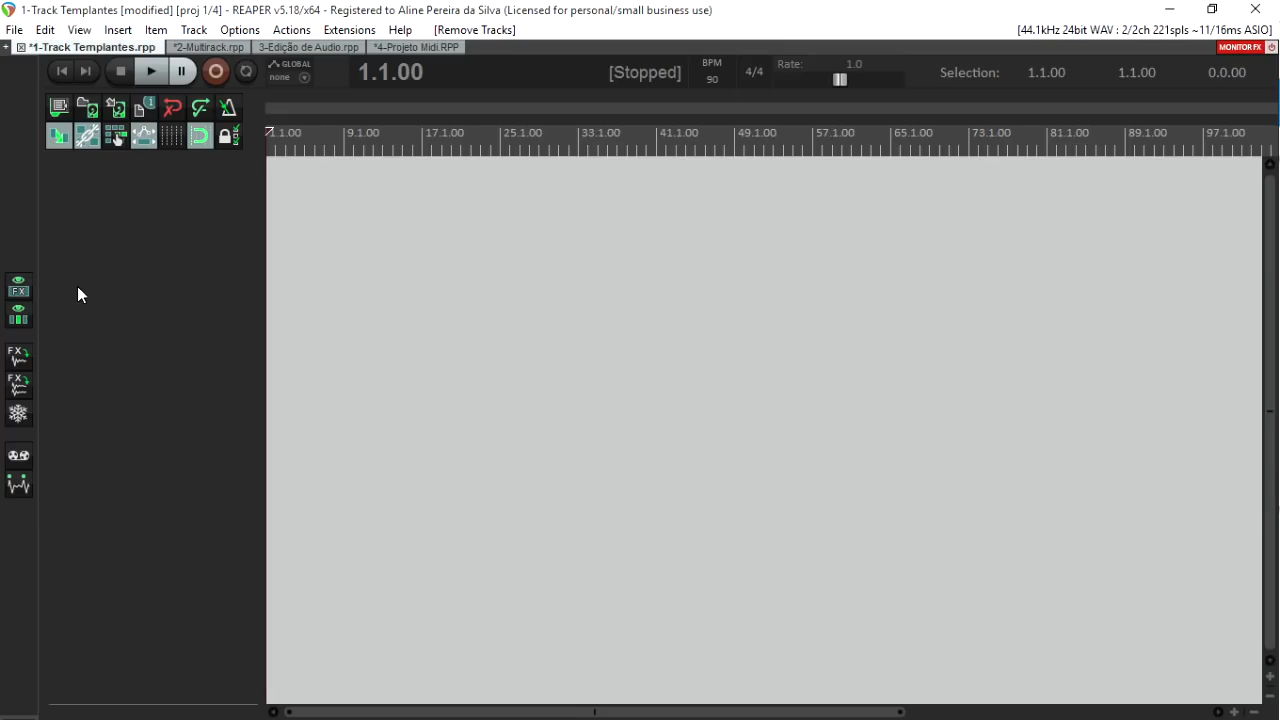 1-Track Templantes [modified] [proj 1/4] - REAPER v5.18/x64 - Registered to Aline Pereira da Silva (Licensed for personal/small business use)
File Edit View Insert Item Track Options Actions Extensions Help [Remove Tracks] [44.1kHz 24bit WAV : 2/2ch 221spls ~11/16ms ASIO]
*1-Track Templantes.rpp *2-Multirack.rpp 3-Edição de Audio.rpp *4-Projeto Midi.RPP MONITOR FX
GLOBAL
none
1.1.00
[Stopped]
BPM
90
4/4
Rate: 1.0
Selection: 1.1.00 1.1.00 0.0.00
1.1.00 9.1.00 17.1.00 25.1.00 33.1.00 41.1.00 49.1.00 57.1.00 65.1.00 73.1.00 81.1.00 89.1.00 97.1.00
FX
FX
FX